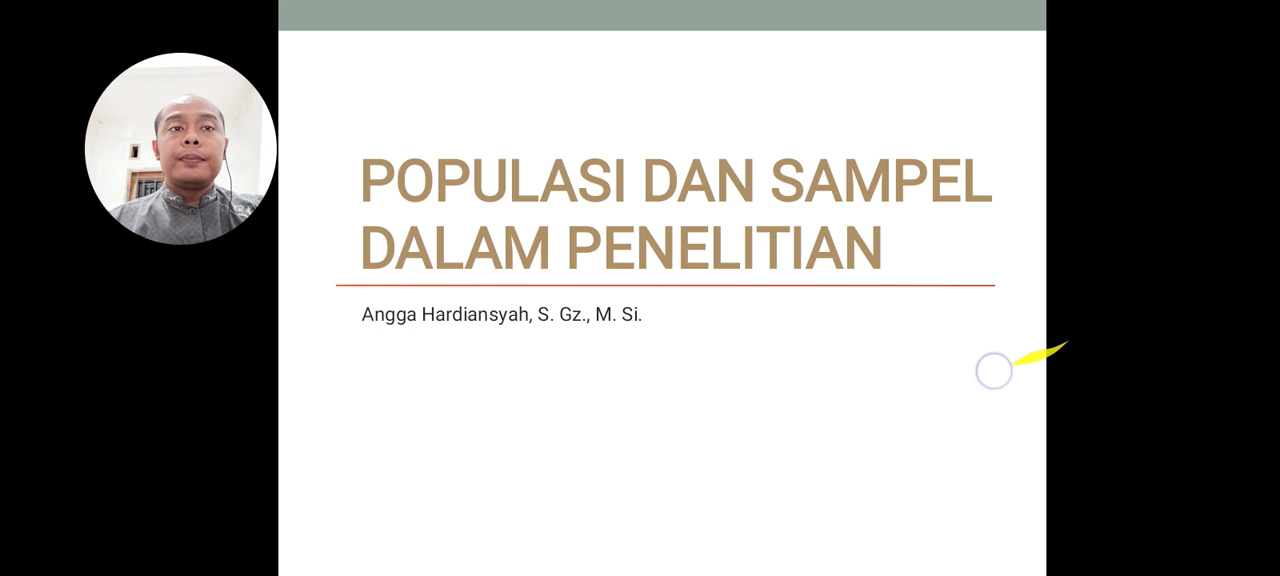 POPULASI DAN SAMPEL
DALAM PENELITIAN
Angga Hardiansyah, S. Gz., M. Si.